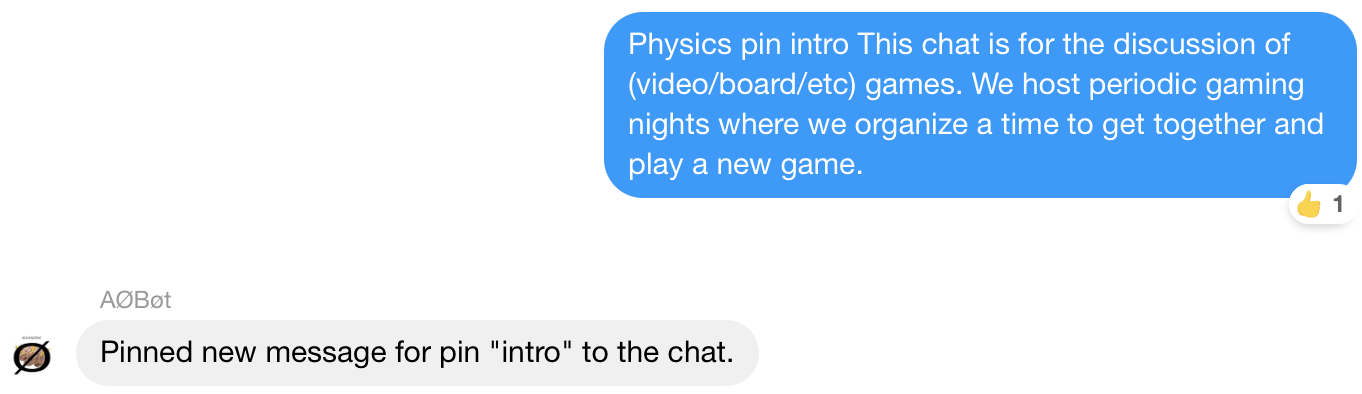 Physics pin intro This chat is for the discussion of
(video/board/etc) games. We host periodic gaming
nights where we organize a time to get together and
play a new game.
1
AØBøt
Pinned new message for pin "intro" to the chat.